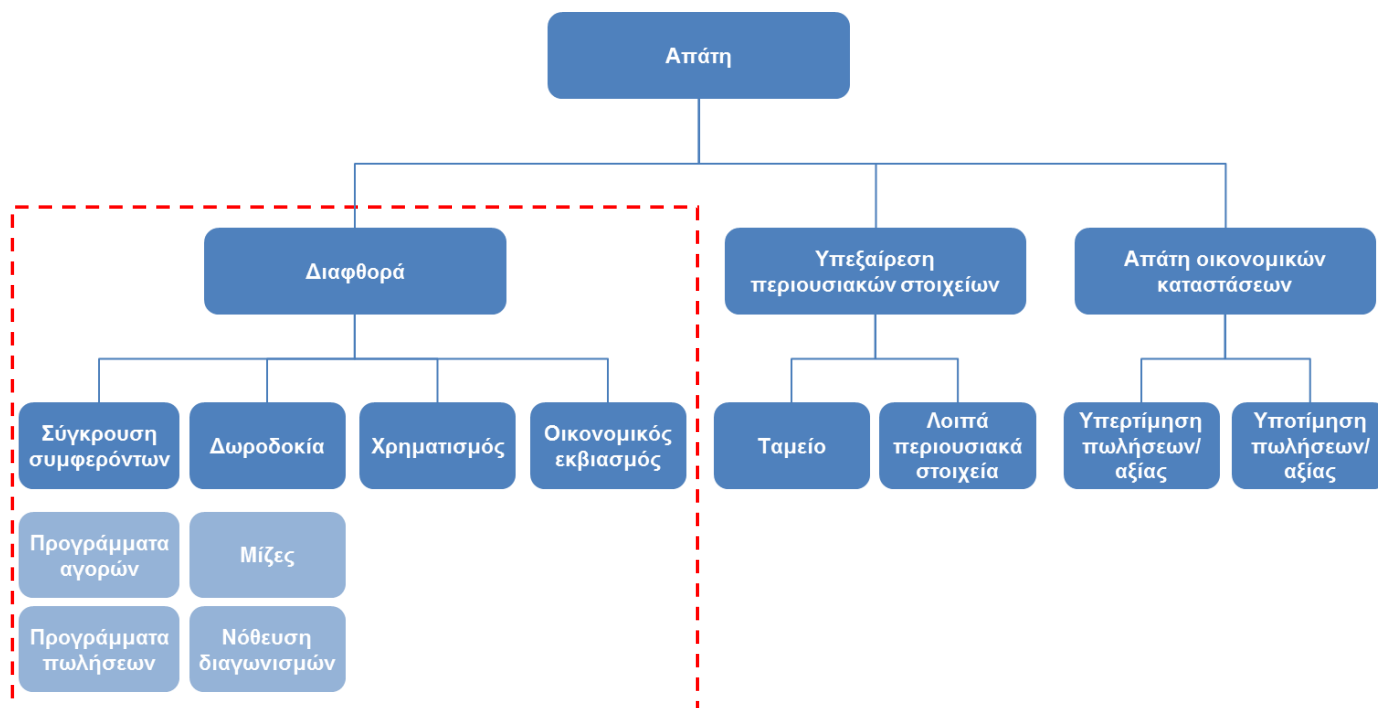 Απάτη
Διαφθορά
Υπεξαίρεση
περιουσιακών στοιχείων
Απάτη οικονομικών
καταστάσεων
Σύγκρουση
συμφερόντων
Δωροδοκία
Χρηματισμός
Οικονομικός
εκβιασμός
Ταμείο
Λοιπά
περιουσιακά
στοιχεία
Υπερτίμηση
πωλήσεων/
αξίας
Υποτίμηση
πωλήσεων/
αξίας
Προγράμματα
αγορών
Μίζες
Προγράμματα
πωλήσεων
Νόθευση
διαγωνισμών